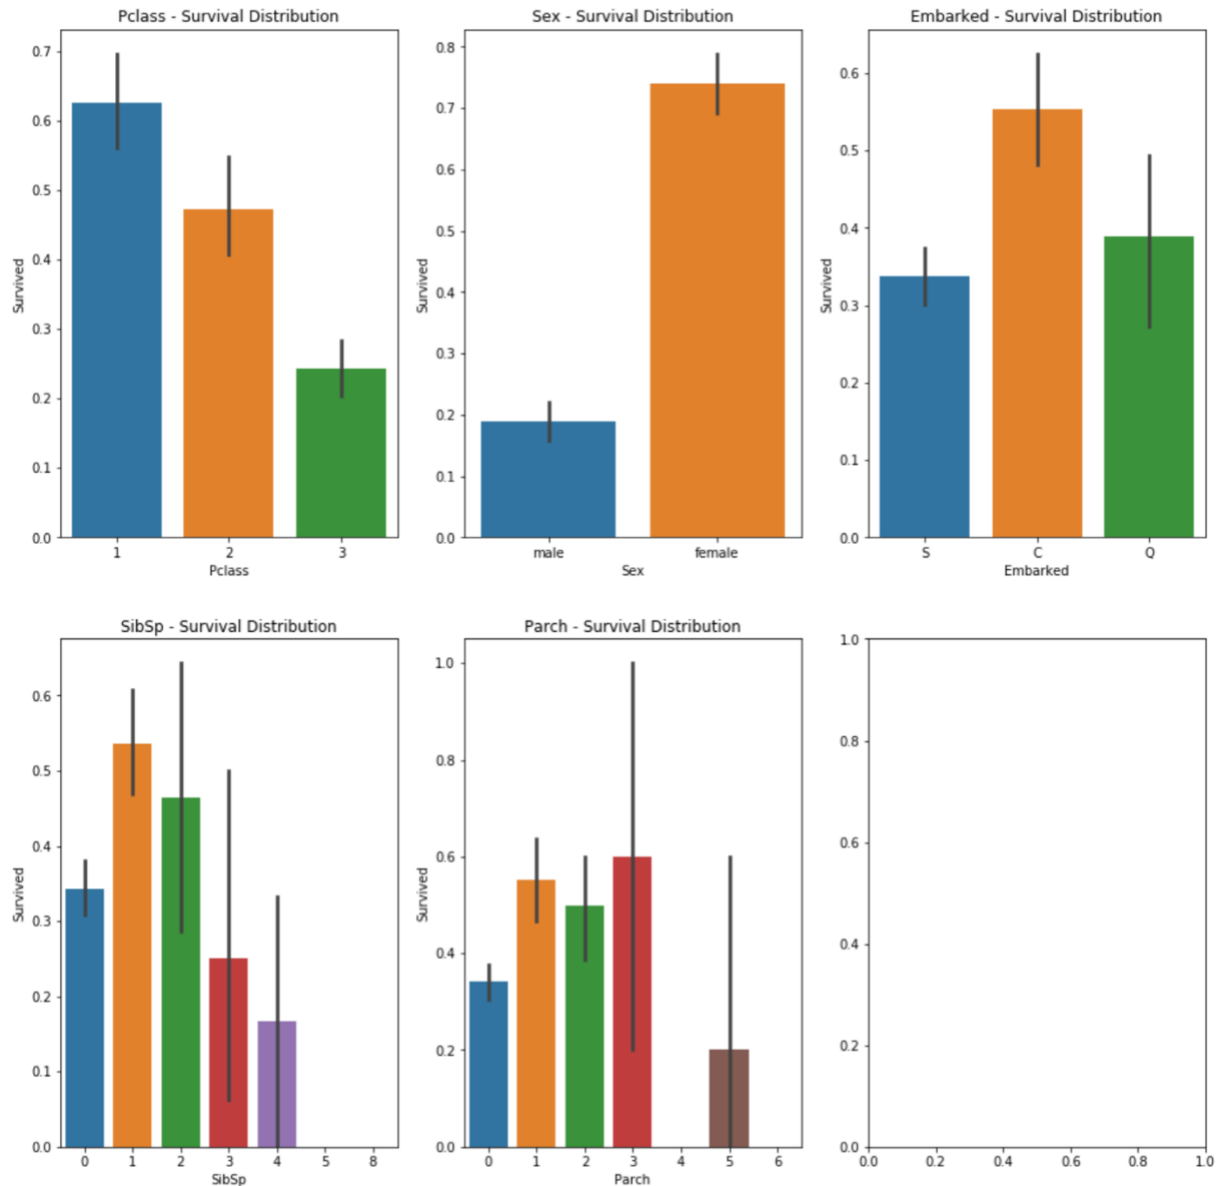 Pclass - Survival Distribution
0.7
0.6
0.5
0.4
0.3
0.2
0.1
0.0
Survived
1 2 3
Pclass
Sex - Survival Distribution
0.8
0.7
0.6
0.5
0.4
0.3
0.2
0.1
0.0
Survived
male female
Sex
Embarked - Survival Distribution
0.6
0.5
0.4
0.3
0.2
0.1
0.0
Survived
S C Q
Embarked
SibSp - Survival Distribution
0.6
0.5
0.4
0.3
0.2
0.1
0.0
Survived
0 1 2 3 4 5 8
SibSp
Parch - Survival Distribution
1.0
0.8
0.6
0.4
0.2
0.0
Survived
0 1 2 3 4 5 6
Parch
1.0
0.8
0.6
0.4
0.2
0.0
0.0 0.2 0.4 0.6 0.8 1.0